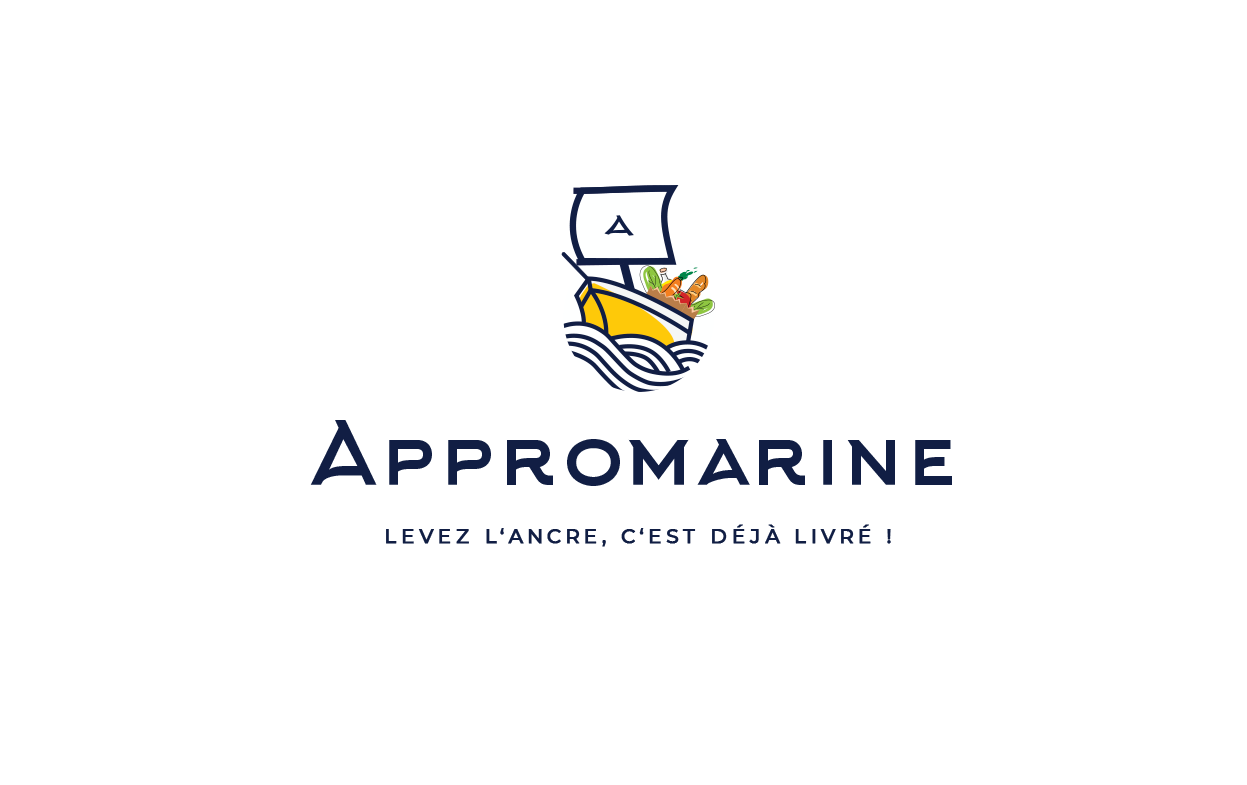 A
APPROMARINE
LEVEZ L‘ANCRE, C‘EST DÉJÀ LIVRÉ !